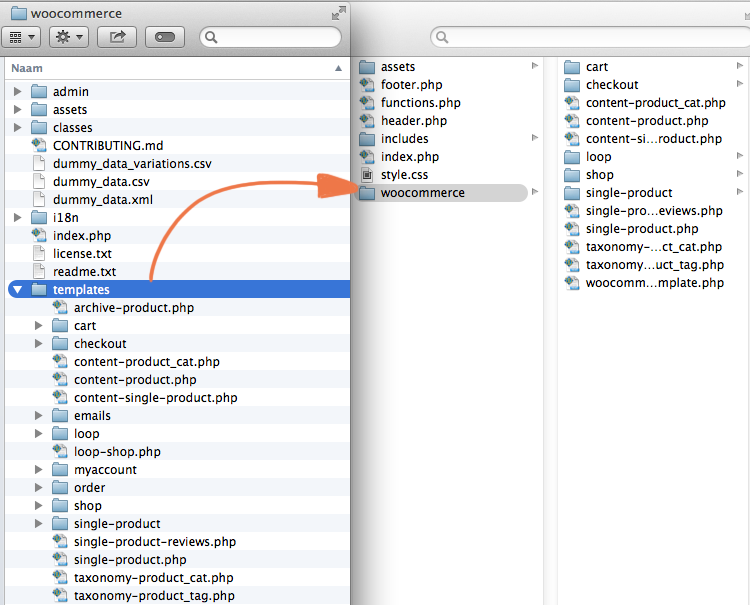 woocommerce
Naam
admin
assets
classes
CONTRIBUTING.md
dummy_data_variations.csv
dummy_data.csv
dummy_data.xml
i18n
index.php
license.txt
readme.txt
templates
archive-product.php
cart
checkout
content-product_cat.php
content-product.php
content-single-product.php
emails
loop
loop-shop.php
myaccount
order
shop
single-product
single-product-reviews.php
single-product.php
taxonomy-product_cat.php
taxonomy-product_tag.php
assets
footer.php
functions.php
header.php
includes
index.php
style.css
woocommerce
cart
checkout
content-product_cat.php
content-product.php
content-si...roduct.php
loop
shop
single-product
single-pro...eviews.php
single-product.php
taxonomy-...ct_cat.php
taxonomy...uct_tag.php
woocomm...mplate.php